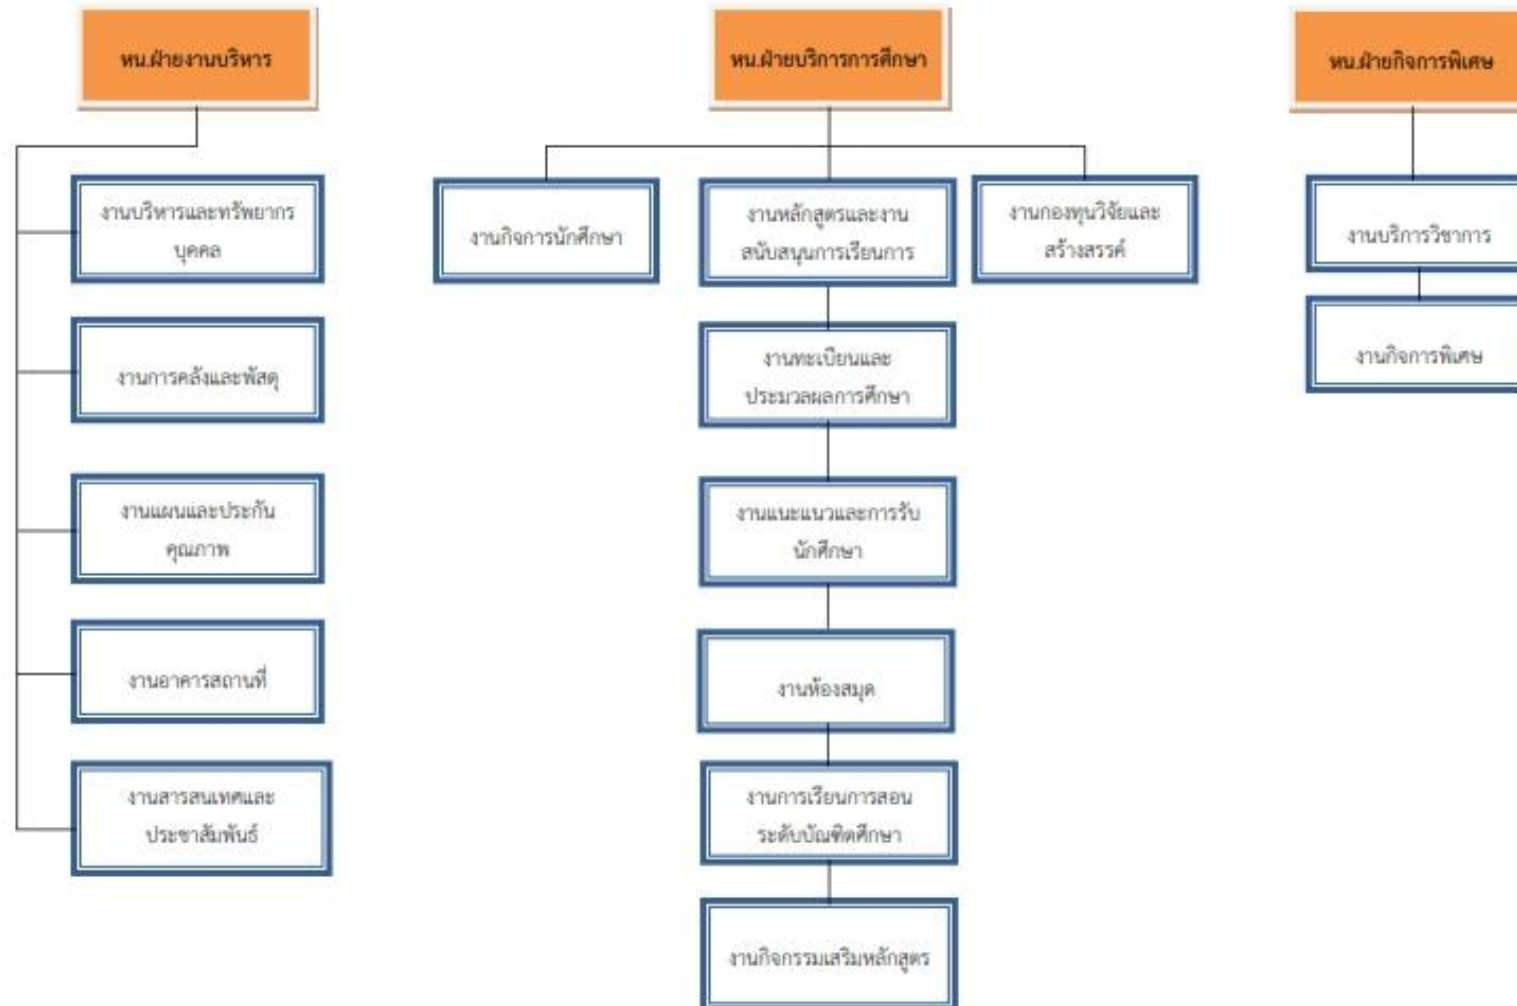 หน.ฝ่ายงานบริหาร
งานบริหารและทรัพยากร
บุคคล
งานการคลังและพัสดุ
งานแผนและประกัน
คุณภาพ
งานอาคารสถานที่
งานสารสนเทศและ
ประชาสัมพันธ์
หน.ฝ่ายบริการการศึกษา
งานกิจการนักศึกษา
งานหลักสูตรและงาน
สนับสนุนการเรียนการ
งานกองทุนวิจัยและ
สร้างสรรค์
งานทะเบียนและ
ประมวลผลการศึกษา
งานแนะแนวและการรับ
นักศึกษา
งานห้องสมุด
งานการเรียนการสอน
ระดับบัณฑิตศึกษา
งานกิจกรรมเสริมหลักสูตร
หน.ฝ่ายกิจการพิเศษ
งานบริการวิชาการ
งานกิจการพิเศษ